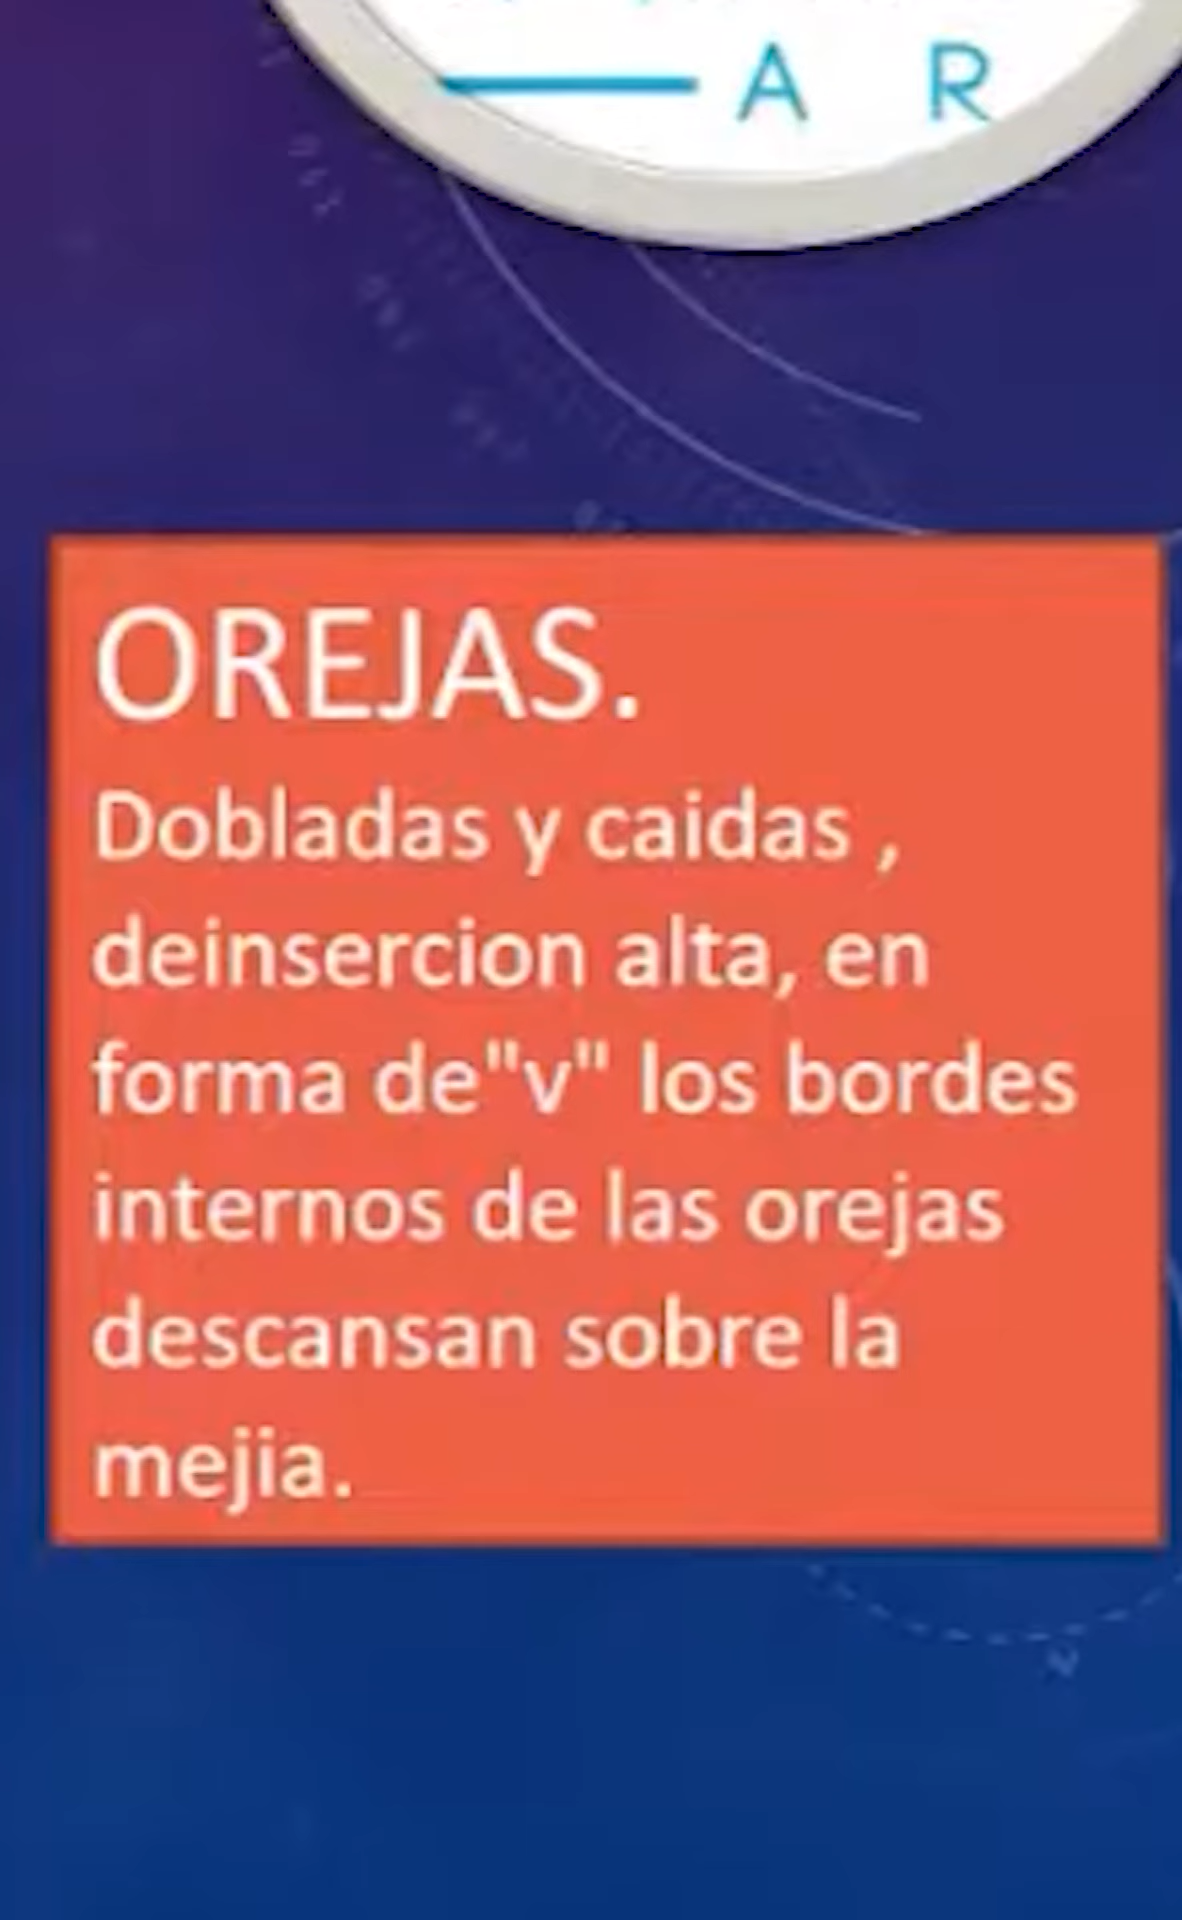 A R
OREJAS.
Dobladas y caidas ,
deinsercion alta, en
forma de"v" los bordes
internos de las orejas
descansan sobre la
mejia.